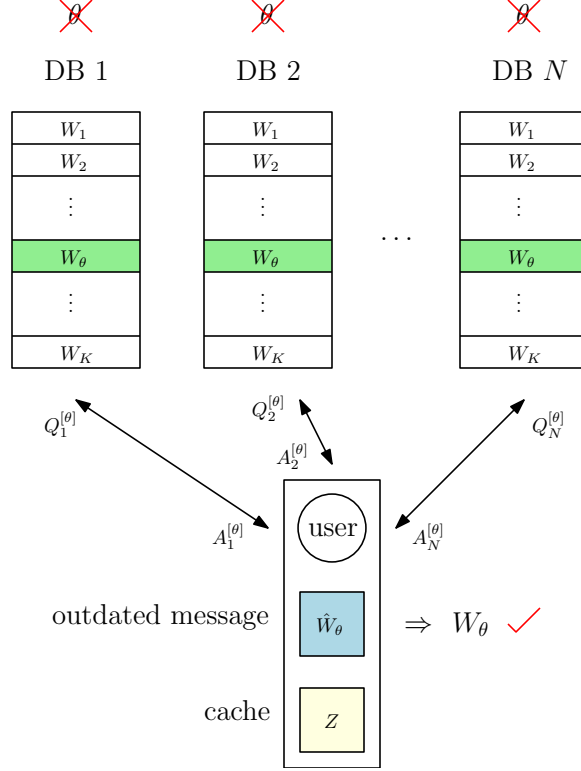 θ θ θ
DB 1 DB 2 DB N
W_1 W_1 W_1
W_2 W_2 W_2
⋮ ⋮ ⋮
...
W_θ W_θ W_θ
⋮ ⋮ ⋮
W_K W_K W_K
Q_1^{[θ]} Q_2^{[θ]} Q_N^{[θ]}
A_2^{[θ]}
A_1^{[θ]} user A_N^{[θ]}
outdated message Ŵ_θ ⇒ W_θ ✓
cache Z